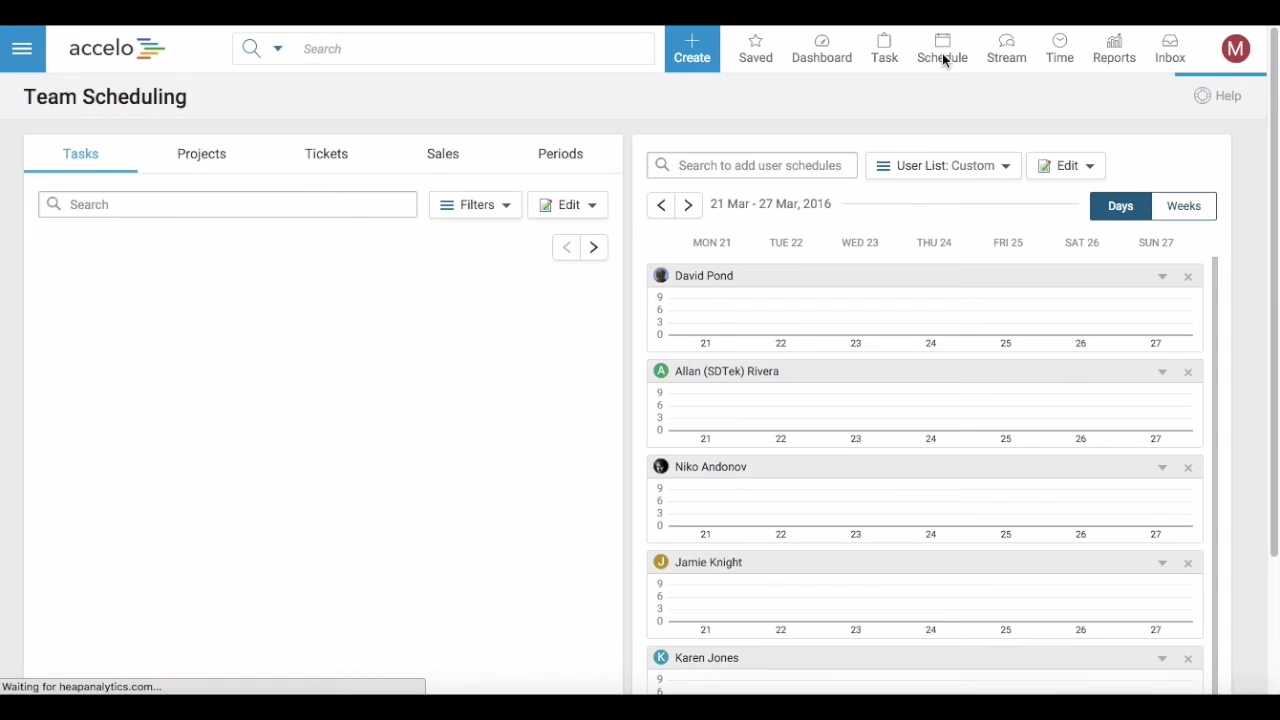 accelo
Search
Create
Saved
Dashboard
Task
Schedule
Stream
Time
Reports
Inbox
M
Team Scheduling
Help
Tasks
Projects
Tickets
Sales
Periods
Search
Filters
Edit
Search to add user schedules
User List: Custom
Edit
21 Mar - 27 Mar, 2016
Days
Weeks
MON 21 TUE 22 WED 23 THU 24 FRI 25 SAT 26 SUN 27
David Pond
9
6
3
0
21 22 23 24 25 26 27
A Allan (SDTek) Rivera
9
6
3
0
21 22 23 24 25 26 27
Niko Andonov
9
6
3
0
21 22 23 24 25 26 27
J Jamie Knight
9
6
3
0
21 22 23 24 25 26 27
K Karen Jones
9
6
Waiting for heapanalytics.com...